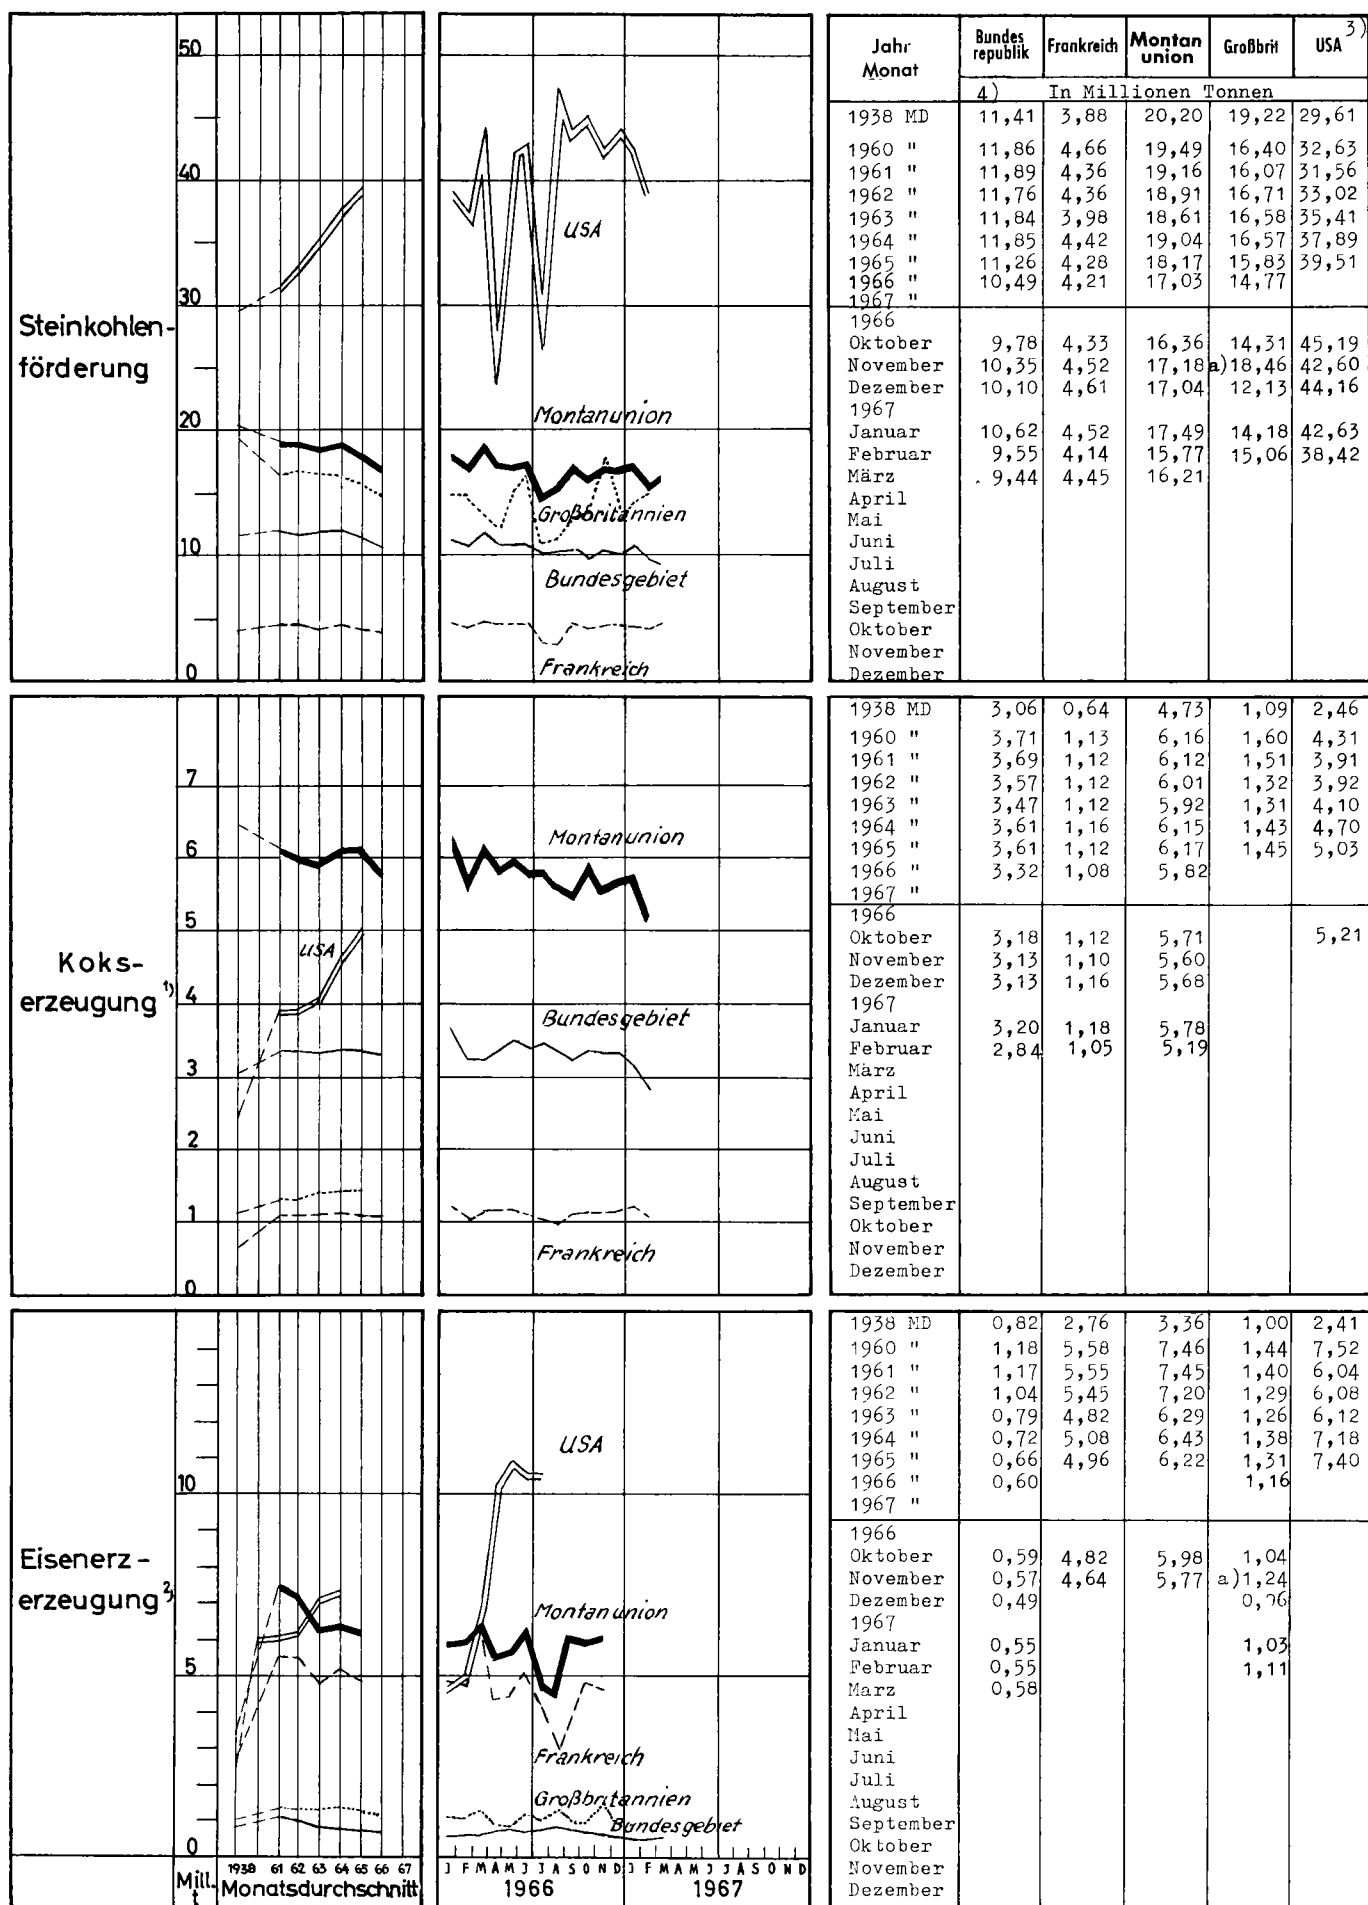 Steinkohlen-
förderung
50
40
30
20
10
0
USA
Montanunion
Großbritannien
Bundesgebiet
Frankreich
Jahr Monat Bundes republik Frankreich Montan union Großbrit USA 3)
4) In Millionen Tonnen
1938 MD 11,41 3,88 20,20 19,22 29,61
1960 " 11,86 4,66 19,49 16,40 32,63
1961 " 11,89 4,36 19,16 16,07 31,56
1962 " 11,76 4,36 18,91 16,71 33,02
1963 " 11,84 3,98 18,61 16,58 35,41
1964 " 11,85 4,42 19,04 16,57 37,89
1965 " 11,26 4,28 18,17 15,83 39,51
1966 " 10,49 4,21 17,03 14,77
1967 "
1966
Oktober 9,78 4,33 16,36 14,31 45,19
November 10,35 4,52 17,18 a)18,46 42,60
Dezember 10,10 4,61 17,04 12,13 44,16
1967
Januar 10,62 4,52 17,49 14,18 42,63
Februar 9,55 4,14 15,77 15,06 38,42
März 9,44 4,45 16,21
April
Mai
Juni
Juli
August
September
Oktober
November
Dezember
Koks-
erzeugung 1)
7
6
5
4
3
2
1
0
USA
Montanunion
Bundesgebiet
Frankreich
1938 MD 3,06 0,64 4,73 1,09 2,46
1960 " 3,71 1,13 6,16 1,60 4,31
1961 " 3,69 1,12 6,12 1,51 3,91
1962 " 3,57 1,12 6,01 1,32 3,92
1963 " 3,47 1,12 5,92 1,31 4,10
1964 " 3,61 1,16 6,15 1,43 4,70
1965 " 3,61 1,12 6,17 1,45 5,03
1966 " 3,32 1,08 5,82
1967 "
1966
Oktober 3,18 1,12 5,71 5,21
November 3,13 1,10 5,60
Dezember 3,13 1,16 5,68
1967
Januar 3,20 1,18 5,78
Februar 2,84 1,05 5,19
März
April
Mai
Juni
Juli
August
September
Oktober
November
Dezember
Eisenerz-
erzeugung 2)
10
5
0
USA
Montanunion
Frankreich
Großbritannien
Bundesgebiet
1938 MD 0,82 2,76 3,36 1,00 2,41
1960 " 1,18 5,58 7,46 1,44 7,52
1961 " 1,17 5,55 7,45 1,40 6,04
1962 " 1,04 5,45 7,20 1,29 6,08
1963 " 0,79 4,82 6,29 1,26 6,12
1964 " 0,72 5,08 6,43 1,38 7,18
1965 " 0,66 4,96 6,22 1,31 7,40
1966 " 0,60 1,16
1967 "
1966
Oktober 0,59 4,82 5,98 1,04
November 0,57 4,64 5,77 a)1,24
Dezember 0,49
1967
Januar 0,55 1,03
Februar 0,55 1,11
Marz 0,58
April
Mai
Juni
Juli
August
September
Oktober
November
Dezember
Mill. t
1938 61 62 63 64 65 66 67
Monatsdurchschnitt
J F M A M J J A S O N D J F M A M J J A S O N D
1966 1967